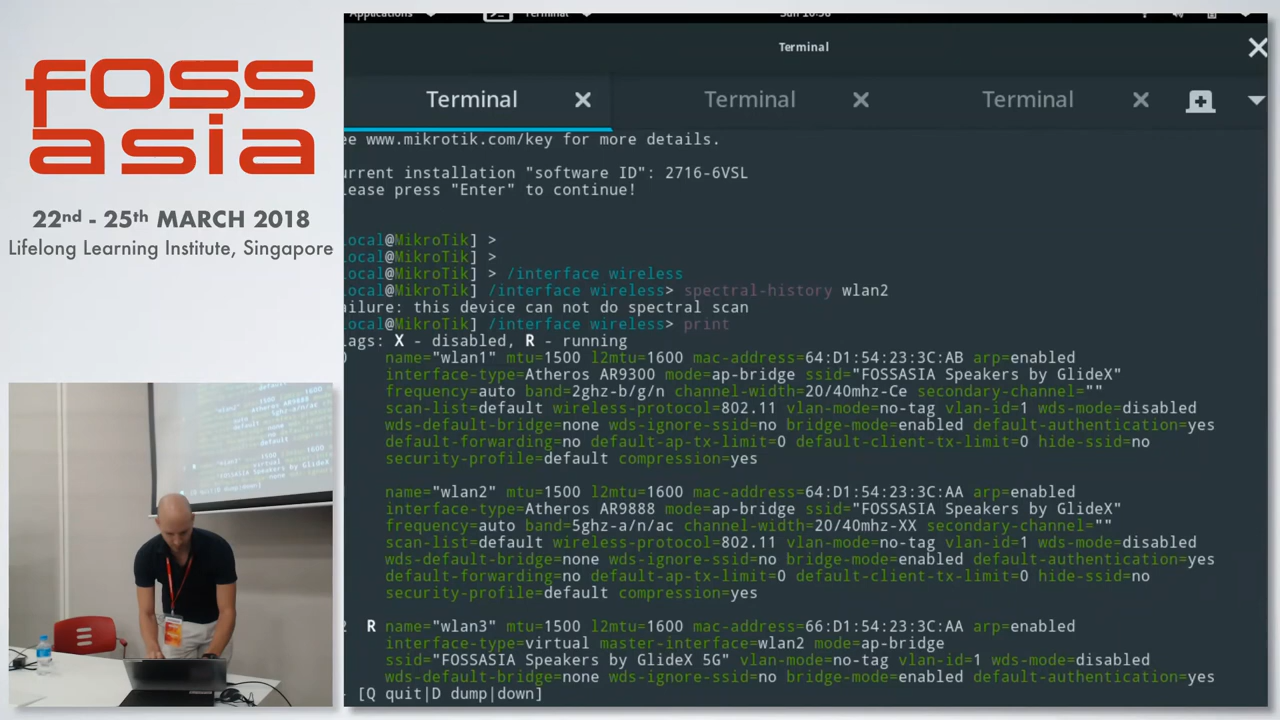 foss
asia
22nd - 25th MARCH 2018
Lifelong Learning Institute, Singapore
Applications Terminal Sun
Terminal
Terminal Terminal Terminal
ee www.mikrotik.com/key for more details.
urrent installation "software ID": 2716-6VSL
lease press "Enter" to continue!
local@MikroTik] >
local@MikroTik] >
local@MikroTik] > /interface wireless
local@MikroTik] /interface wireless> spectral-history wlan2
ailure: this device can not do spectral scan
local@MikroTik] /interface wireless> print
lags: X - disabled, R - running
0 name="wlan1" mtu=1500 l2mtu=1600 mac-address=64:D1:54:23:3C:AB arp=enabled
interface-type=Atheros AR9300 mode=ap-bridge ssid="FOSSASIA Speakers by GlideX"
frequency=auto band=2ghz-b/g/n channel-width=20/40mhz-Ce secondary-channel=""
scan-list=default wireless-protocol=802.11 vlan-mode=no-tag vlan-id=1 wds-mode=disabled
wds-default-bridge=none wds-ignore-ssid=no bridge-mode=enabled default-authentication=yes
default-forwarding=no default-ap-tx-limit=0 default-client-tx-limit=0 hide-ssid=no
security-profile=default compression=yes
name="wlan2" mtu=1500 l2mtu=1600 mac-address=64:D1:54:23:3C:AA arp=enabled
interface-type=Atheros AR9888 mode=ap-bridge ssid="FOSSASIA Speakers by GlideX"
frequency=auto band=5ghz-a/n/ac channel-width=20/40mhz-XX secondary-channel=""
scan-list=default wireless-protocol=802.11 vlan-mode=no-tag vlan-id=1 wds-mode=disabled
wds-default-bridge=none wds-ignore-ssid=no bridge-mode=enabled default-authentication=yes
default-forwarding=no default-ap-tx-limit=0 default-client-tx-limit=0 hide-ssid=no
security-profile=default compression=yes
2 R name="wlan3" mtu=1500 l2mtu=1600 mac-address=66:D1:54:23:3C:AA arp=enabled
interface-type=virtual master-interface=wlan2 mode=ap-bridge
ssid="FOSSASIA Speakers by GlideX 5G" vlan-mode=no-tag vlan-id=1 wds-mode=disabled
wds-default-bridge=none wds-ignore-ssid=no bridge-mode=enabled default-authentication=yes
- [Q quit|D dump|down]